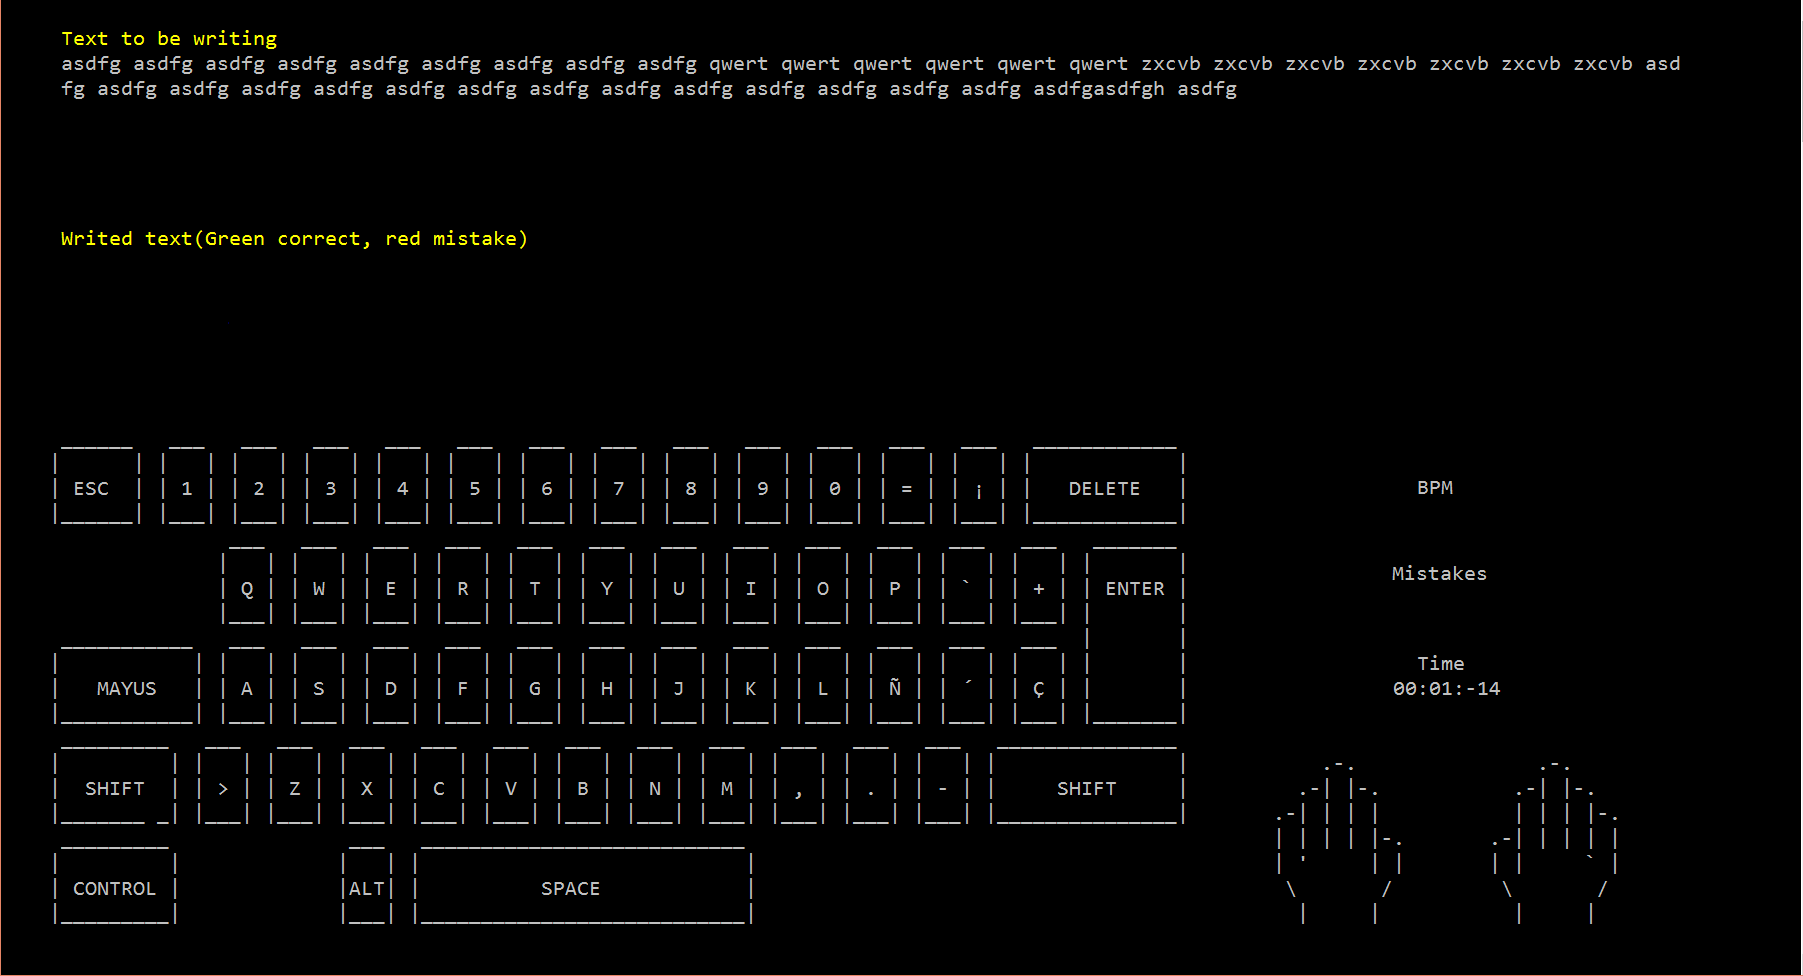 Text to be writing
asdfg asdfg asdfg asdfg asdfg asdfg asdfg asdfg asdfg qwert qwert qwert qwert qwert qwert zxcvb zxcvb zxcvb zxcvb zxcvb zxcvb zxcvb asd
fg asdfg asdfg asdfg asdfg asdfg asdfg asdfg asdfg asdfg asdfg asdfg asdfg asdfg asdfgasdfgh asdfg
Writed text(Green correct, red mistake)
ESC 1 2 3 4 5 6 7 8 9 0 = ¡ DELETE
BPM
Q W E R T Y U I O P ` + ENTER
Mistakes
Time
MAYUS A S D F G H J K L Ñ ´ Ç
00:01:-14
SHIFT > Z X C V B N M , . - SHIFT
CONTROL ALT SPACE